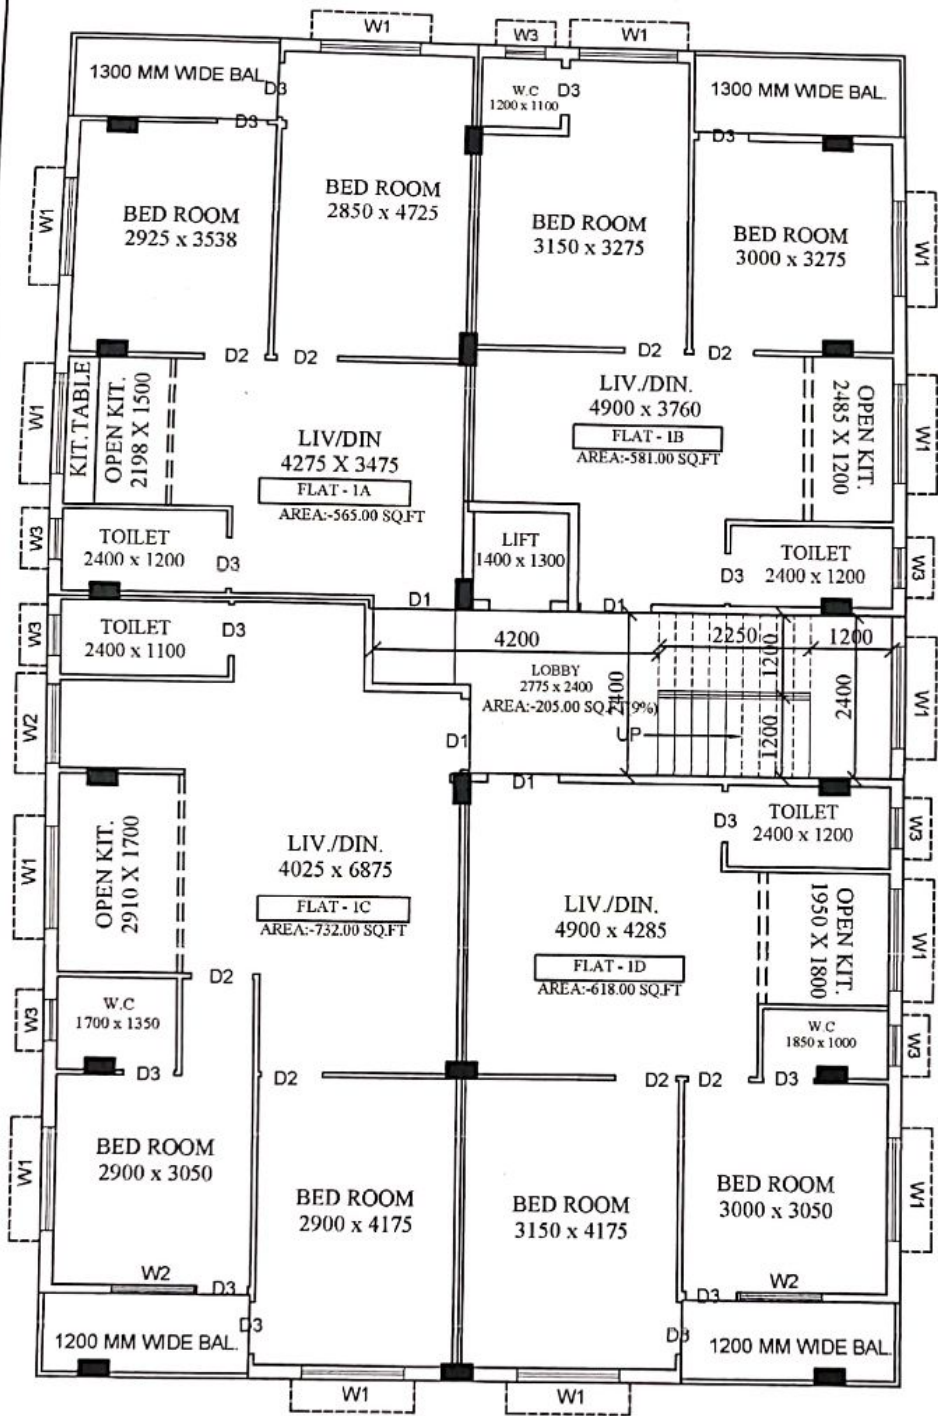 W1
W3
W1
1300 MM WIDE BAL.
D3
D3
W.C
1200 x 1100
D3
1300 MM WIDE BAL.
D3
W1
BED ROOM
2925 x 3538
BED ROOM
2850 x 4725
BED ROOM
3150 x 3275
BED ROOM
3000 x 3275
W1
D2
D2
D2
D2
W1
KIT.TABLE
OPEN KIT.
2198 X 1500
LIV/DIN
4275 X 3475
FLAT - 1A
AREA:-565.00 SQ.FT
LIV./DIN.
4900 x 3760
FLAT - 1B
AREA:-581.00 SQ.FT
OPEN KIT.
2485 X 1200
W1
W3
TOILET
2400 x 1200
D3
LIFT
1400 x 1300
D3
TOILET
2400 x 1200
W3
D1
D1
W3
TOILET
2400 x 1100
D3
4200
2250
1200
1200
LOBBY
2775 x 2400
AREA:-205.00 SQ.FT(9%)
2400
2400
W1
W2
D1
UP
1200
D1
W1
OPEN KIT.
2910 X 1700
LIV./DIN.
4025 x 6875
FLAT - 1C
AREA:-732.00 SQ.FT
D3
TOILET
2400 x 1200
W3
LIV./DIN.
4900 x 4285
FLAT - 1D
AREA:-618.00 SQ.FT
OPEN KIT.
1950 X 1800
W1
D2
W3
W.C
1700 x 1350
D3
W.C
1850 x 1000
W3
D2
D2
D2
D3
W1
BED ROOM
2900 x 3050
BED ROOM
2900 x 4175
BED ROOM
3150 x 4175
BED ROOM
3000 x 3050
W1
W2
D3
D3
W2
1200 MM WIDE BAL.
D3
D3
1200 MM WIDE BAL.
W1
W1